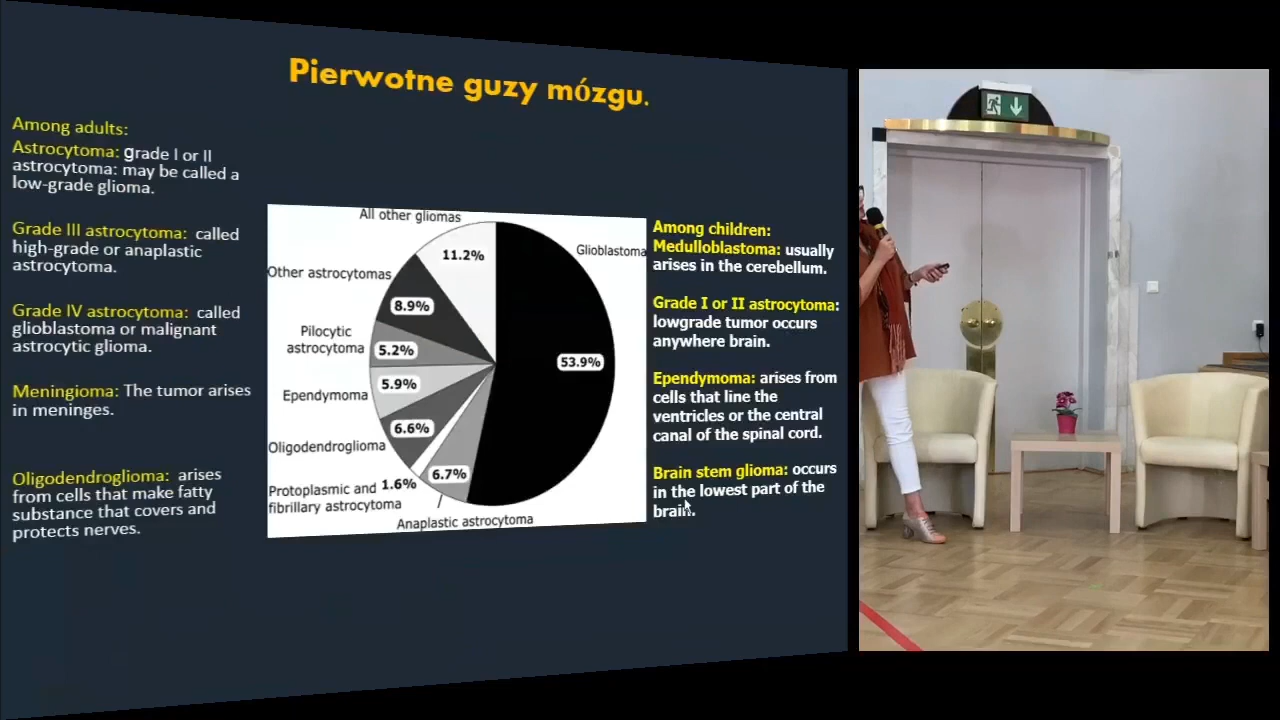 Pierwotne guzy mózgu.
Among adults:
Astrocytoma: grade I or II
astrocytoma: may be called a
low-grade glioma.
Grade III astrocytoma: called
high-grade or anaplastic
astrocytoma.
Grade IV astrocytoma: called
glioblastoma or malignant
astrocytic glioma.
Meningioma: The tumor arises
in meninges.
Oligodendroglioma: arises
from cells that make fatty
substance that covers and
protects nerves.
All other gliomas
11.2%
Glioblastoma
53.9%
Other astrocytomas
8.9%
Pilocytic
astrocytoma
5.2%
Ependymoma
5.9%
Oligodendroglioma
6.6%
Protoplasmic and
fibrillary astrocytoma
1.6%
6.7%
Anaplastic astrocytoma
Among children:
Medulloblastoma: usually
arises in the cerebellum.
Grade I or II astrocytoma:
lowgrade tumor occurs
anywhere brain.
Ependymoma: arises from
cells that line the
ventricles or the central
canal of the spinal cord.
Brain stem glioma: occurs
in the lowest part of the
brain.